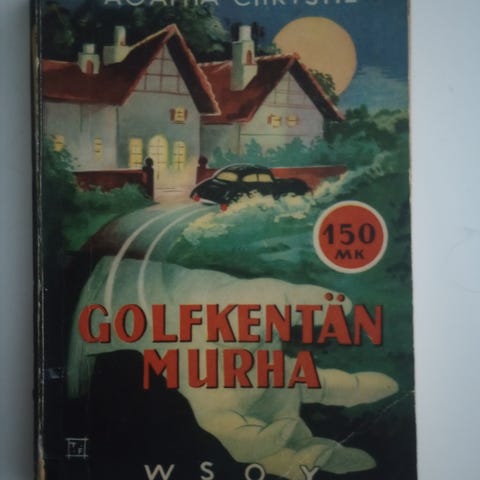 AGATHA CHRISTIE
150
MK
GOLFKENTÄN
MURHA
T F
WSOY